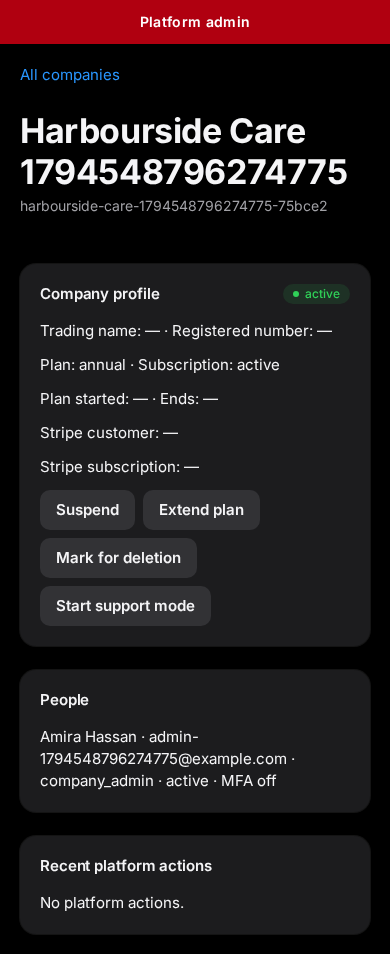 Platform admin
All companies
Harbourside Care
1794548796274775
harbourside-care-1794548796274775-75bce2
Company profile
active
Trading name: — · Registered number: —
Plan: annual · Subscription: active
Plan started: — · Ends: —
Stripe customer: —
Stripe subscription: —
Suspend
Extend plan
Mark for deletion
Start support mode
People
Amira Hassan · admin-
1794548796274775@example.com ·
company_admin · active · MFA off
Recent platform actions
No platform actions.